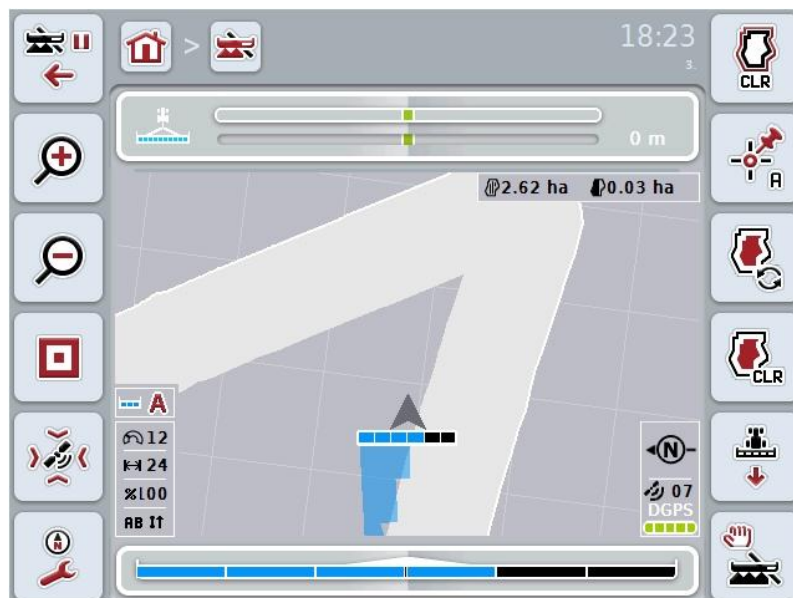 >
18:23
3.
CLR
0 m
A
2.62 ha
0.03 ha
CLR
A
12
24
%100
AB
N
07
DGPS
N